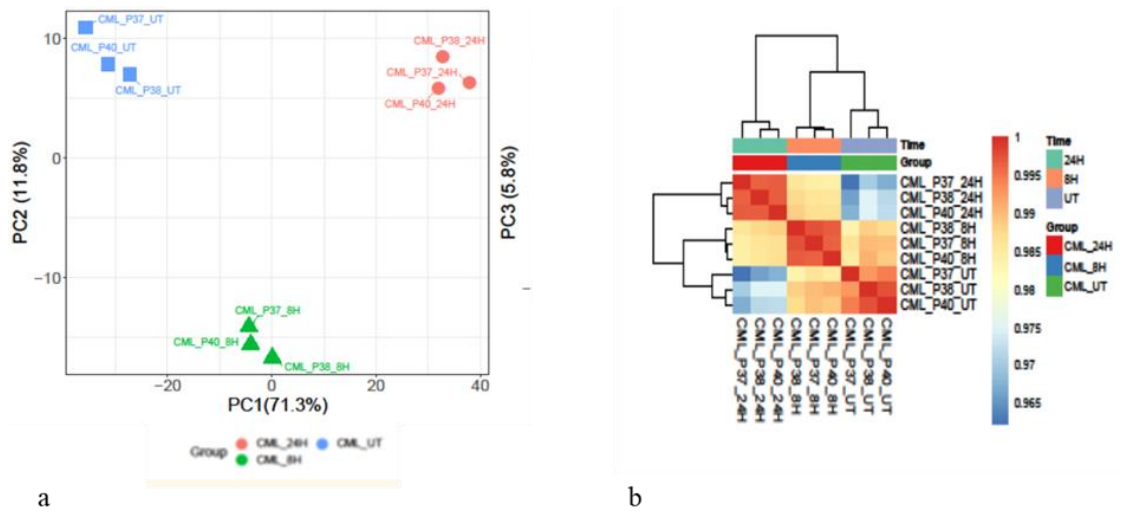 CML_P37_UT
CML_P40_UT
CML_P38_UT
CML_P38_24H
CML_P37_24H
CML_P40_24H
CML_P37_8H
CML_P40_8H
CML_P38_8H
10
0
−10
PC2 (11.8%)
PC3 (5.8%)
−20
0
20
40
PC1(71.3%)
Group
CML_24H
CML_UT
CML_8H
a
Time
Group
CML_P37_24H
CML_P38_24H
CML_P40_24H
CML_P38_8H
CML_P37_8H
CML_P40_8H
CML_P37_UT
CML_P38_UT
CML_P40_UT
CML_P37_24H
CML_P38_24H
CML_P40_24H
CML_P38_8H
CML_P37_8H
CML_P40_8H
CML_P37_UT
CML_P38_UT
CML_P40_UT
1
0.995
0.99
0.985
0.98
0.975
0.97
0.965
Time
24H
8H
UT
Group
CML_24H
CML_8H
CML_UT
b